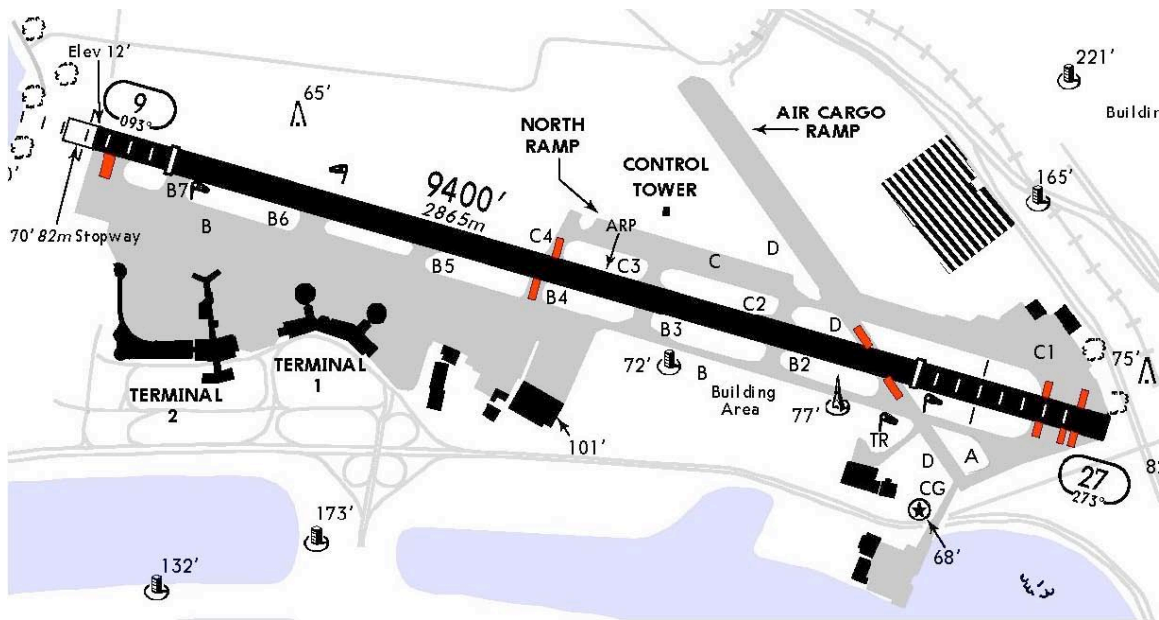 Elev 12'
9
093°
65'
221'
Buildin
AIR CARGO
RAMP
NORTH
RAMP
CONTROL
TOWER
165'
9400'
2865m
B7
B
B6
70' 82m Stopway
C4
ARP
C3
C
D
B5
B4
C2
D
B3
B2
C1
75'
72'
B
Building
Area
77'
TERMINAL
1
TERMINAL
2
101'
TR
D
A
CG
27
273°
68'
173'
132'